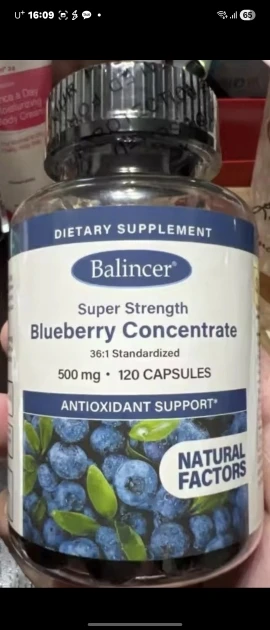 U+ 16:09
65
DIETARY SUPPLEMENT
Balincer®
Super Strength
Blueberry Concentrate
36:1 Standardized
500 mg • 120 CAPSULES
ANTIOXIDANT SUPPORT*
NATURAL
FACTORS